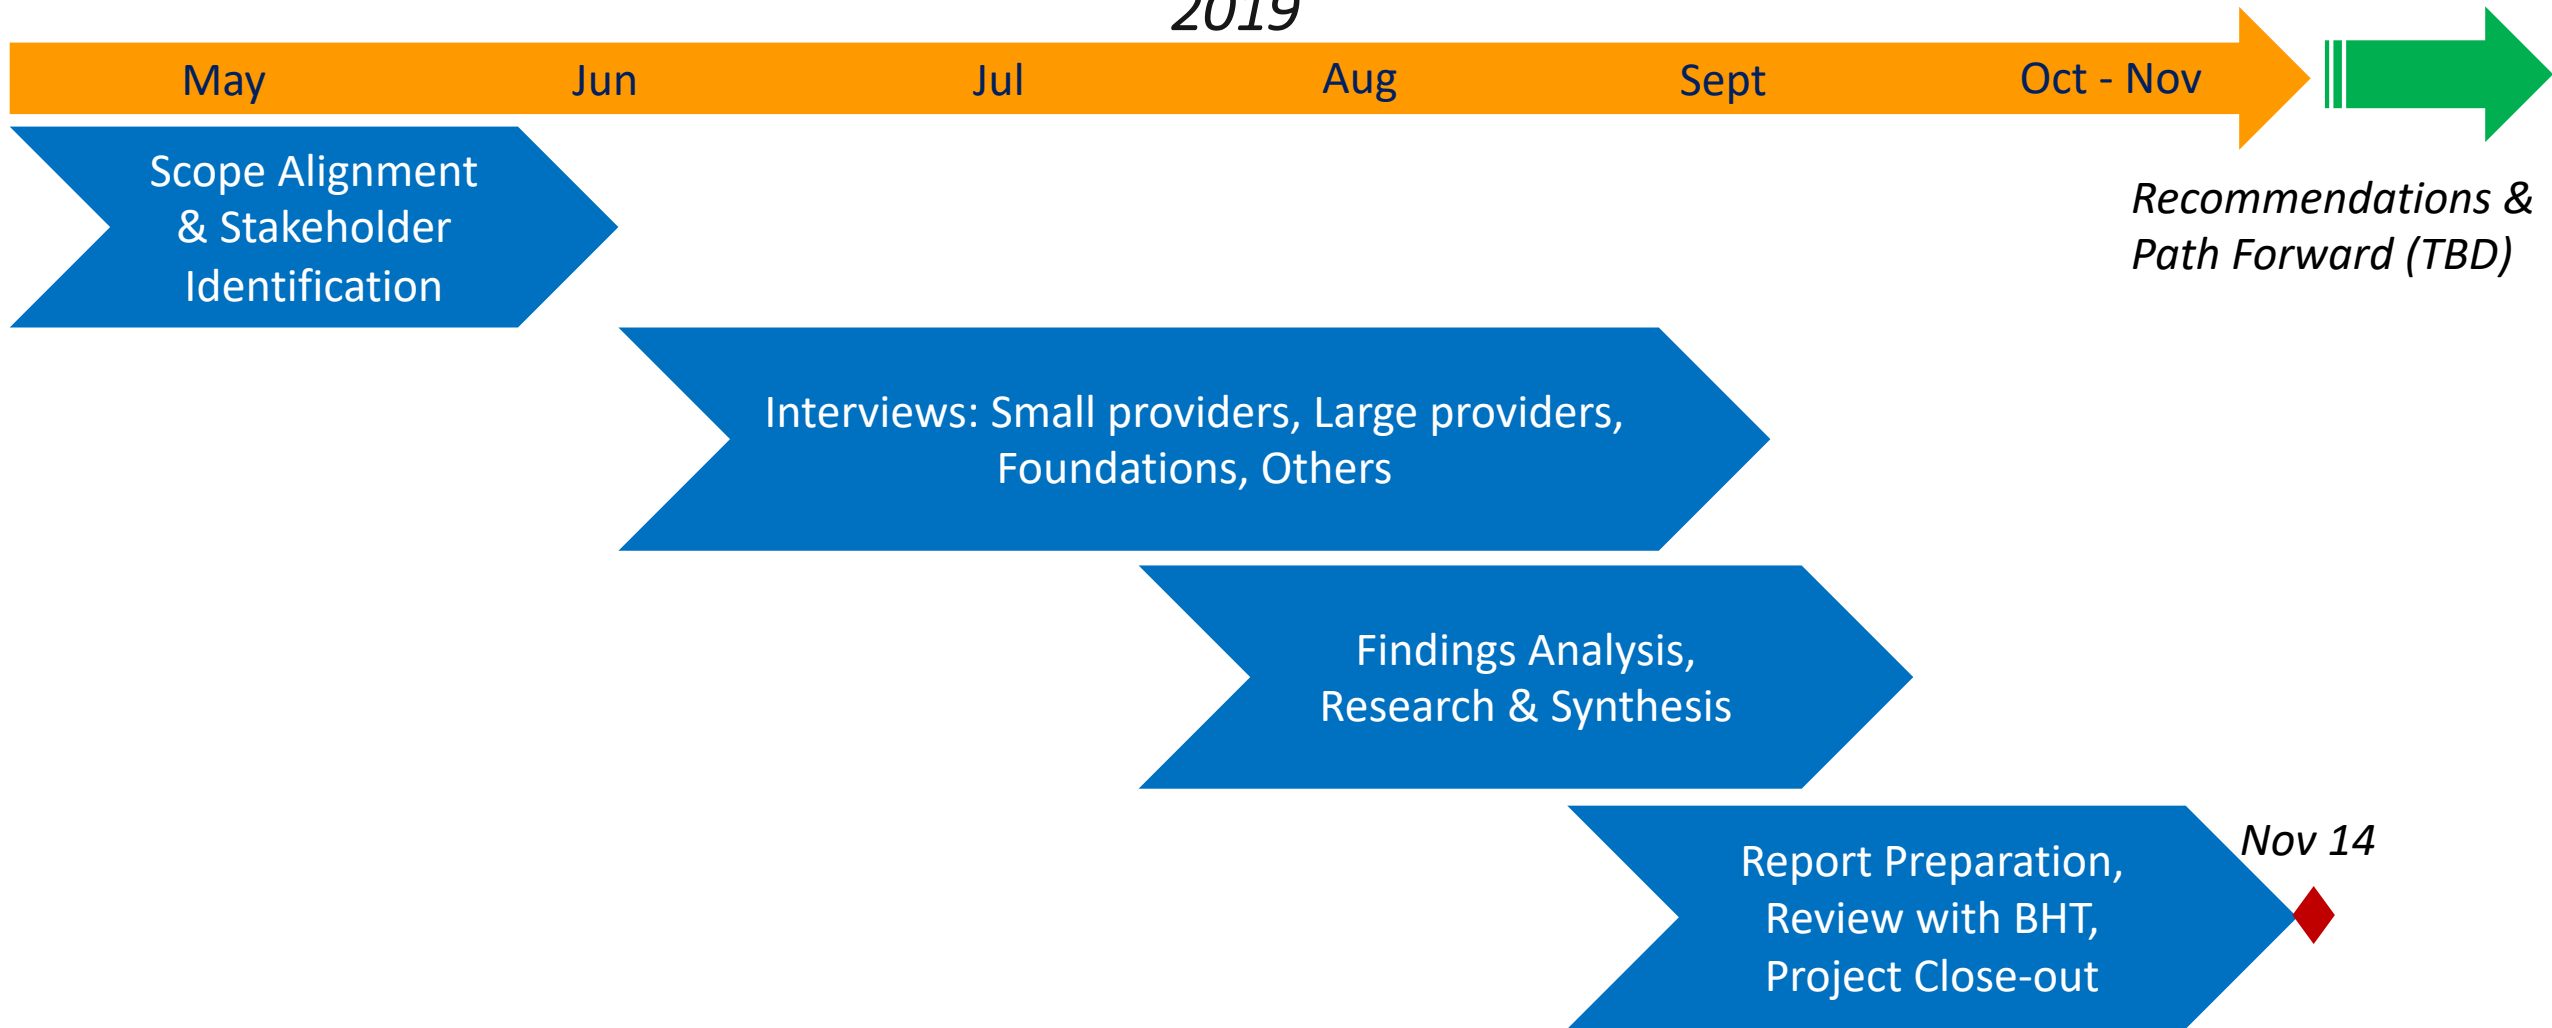 2019
May Jun Jul Aug Sept Oct - Nov
Scope Alignment
& Stakeholder
Identification
Recommendations &
Path Forward (TBD)
Interviews: Small providers, Large providers,
Foundations, Others
Findings Analysis,
Research & Synthesis
Report Preparation,
Review with BHT,
Project Close-out
Nov 14